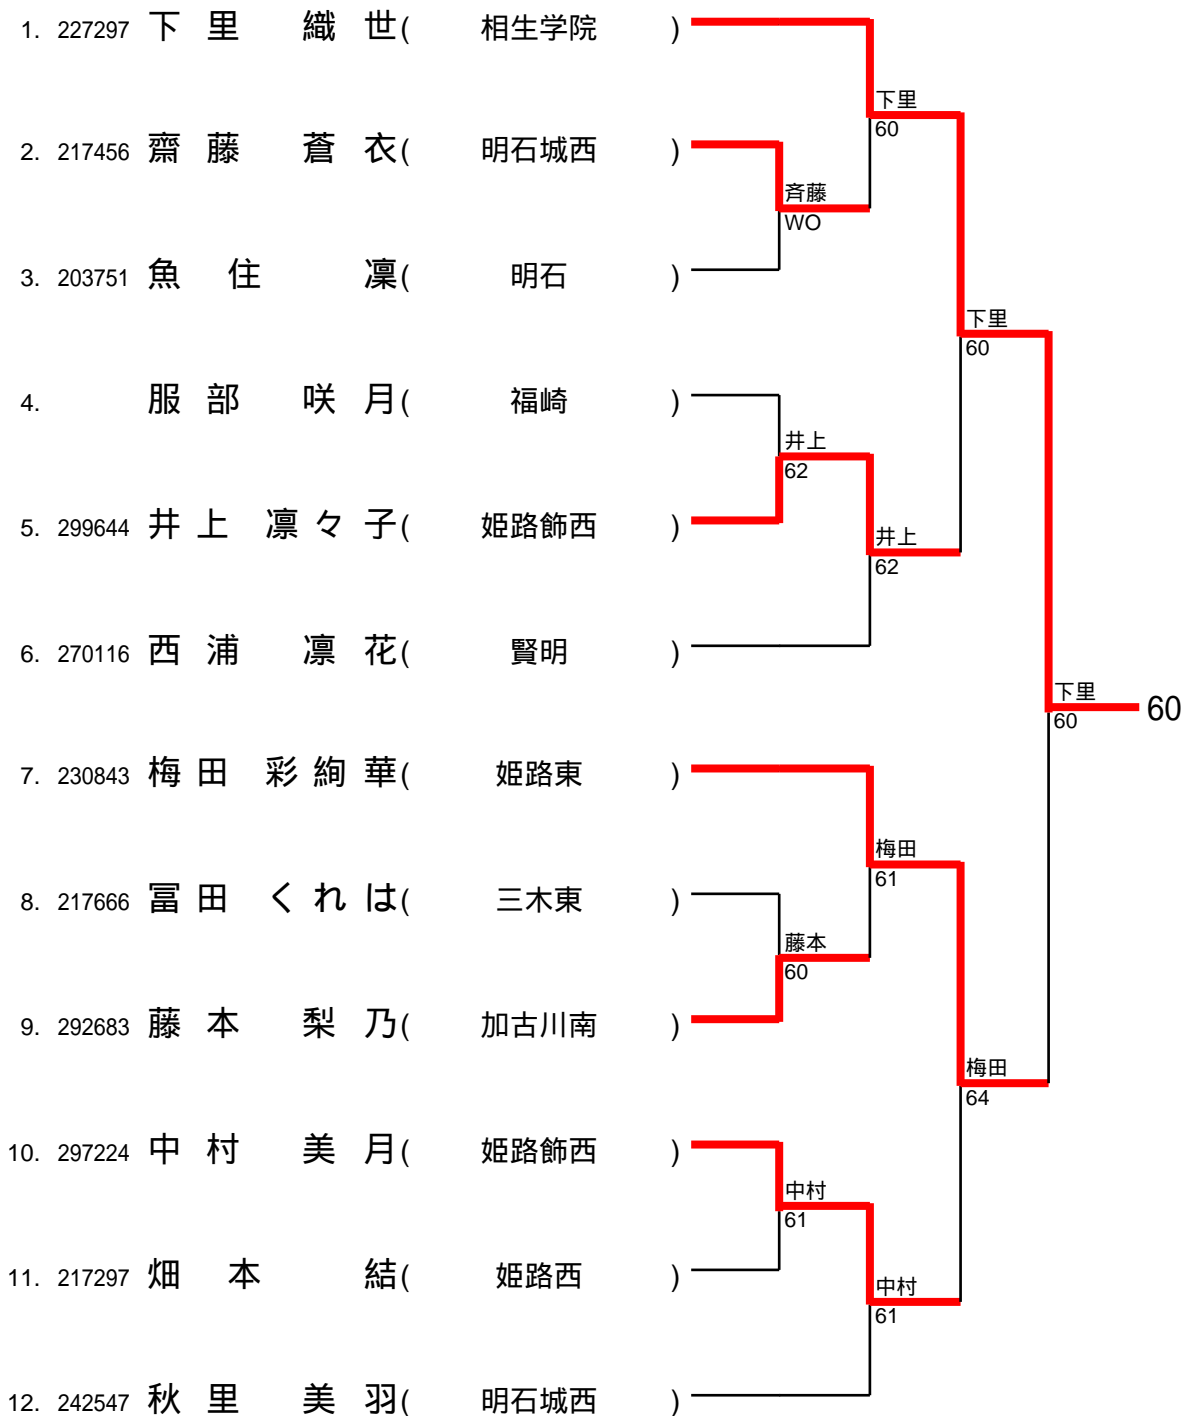 1. 227297 下里 織世( 相生学院 )
下里
60
2. 217456 齋藤 蒼衣( 明石城西 )
斉藤
WO
3. 203751 魚住 凜( 明石 )
下里
60
4. 服部 咲月( 福崎 )
井上
62
5. 299644 井上 凛々子( 姫路飾西 )
井上
62
6. 270116 西浦 凛花( 賢明 )
下里
60
60
7. 230843 梅田 彩絢華( 姫路東 )
梅田
61
8. 217666 冨田 くれは( 三木東 )
藤本
60
9. 292683 藤本 梨乃( 加古川南 )
梅田
64
10. 297224 中村 美月( 姫路飾西 )
中村
61
11. 217297 畑本 結( 姫路西 )
中村
61
12. 242547 秋里 美羽( 明石城西 )